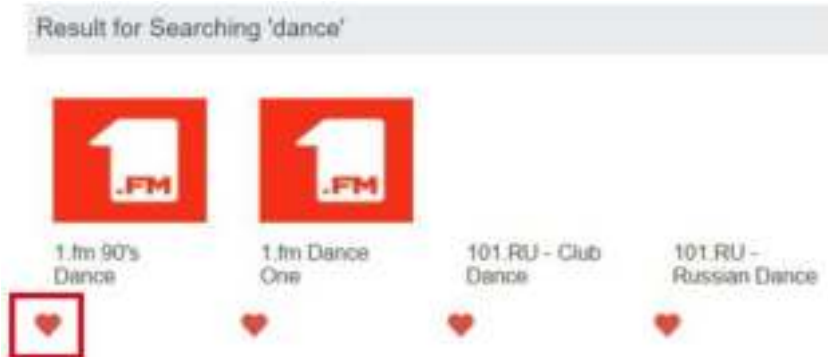 Result for Searching 'dance'
.FM
.FM
1.fm 90's
Dance
1.fm Dance
One
101.RU - Club
Dance
101.RU -
Russian Dance